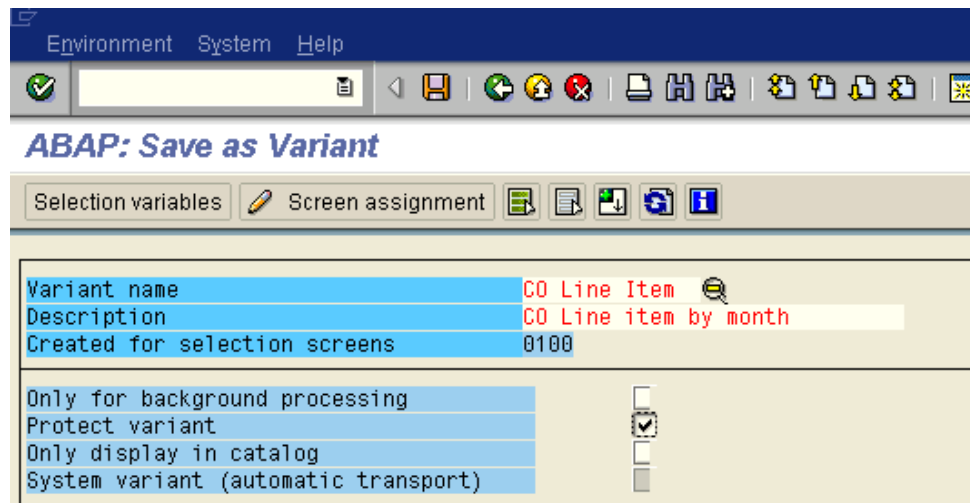 Environment System Help
ABAP: Save as Variant
Selection variables Screen assignment
Variant name CO Line Item
Description CO Line item by month
Created for selection screens 0100
Only for background processing
Protect variant
Only display in catalog
System variant (automatic transport)